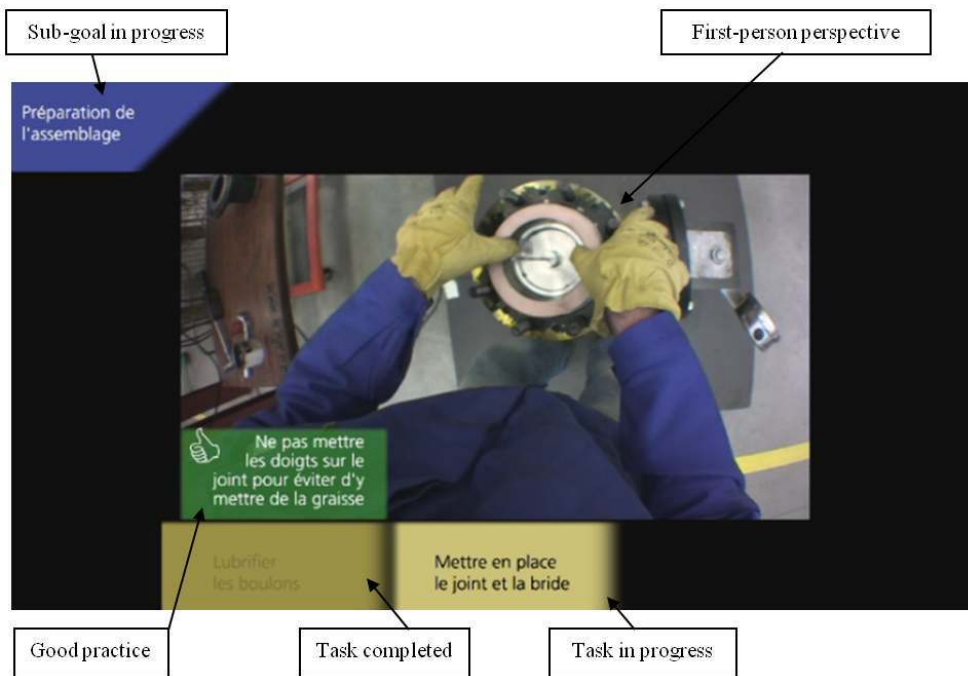 Sub-goal in progress
First-person perspective
Préparation de
l'assemblage
Ne pas mettre
les doigts sur le
joint pour éviter d'y
mettre de la graisse
Lubrifier
les boulons
Mettre en place
le joint et la bride
Good practice
Task completed
Task in progress